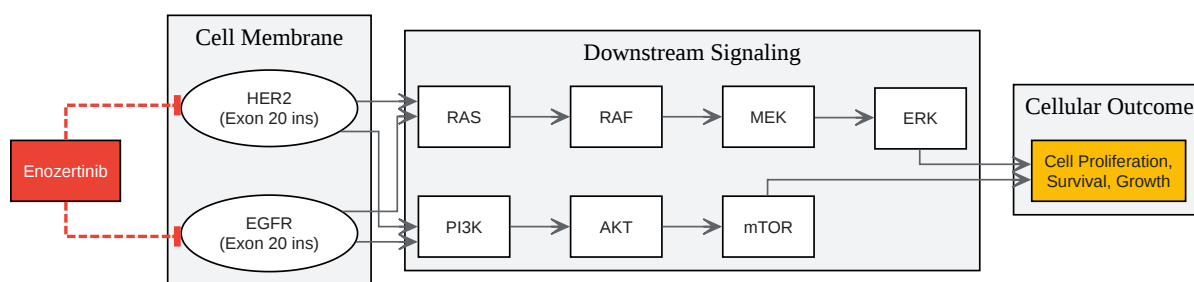 Cell Membrane
Downstream Signaling
Cellular Outcome
HER2
(Exon 20 ins)
RAS
RAF
MEK
ERK
Enozertinib
Cell Proliferation,
Survival, Growth
EGFR
(Exon 20 ins)
PI3K
AKT
mTOR